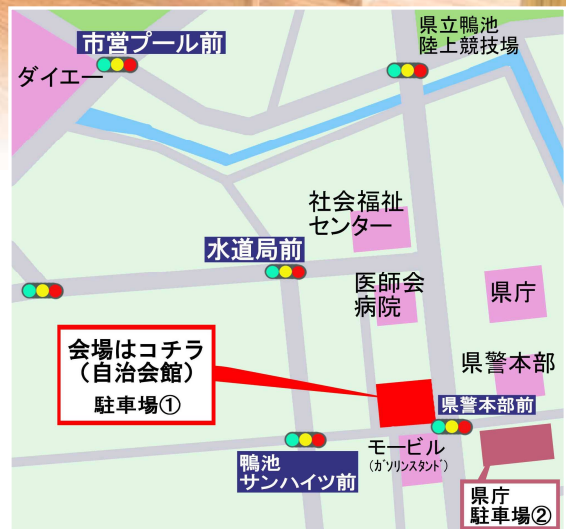 市営プール前
ダイエー
県立鴨池
陸上競技場
社会福祉
センター
水道局前
医師会
病院
県庁
会場はコチラ
(自治会館)
駐車場①
県警本部
県警本部前
鴨池
サンハイツ前
モービル
(ガソリンスタンド)
県庁
駐車場②